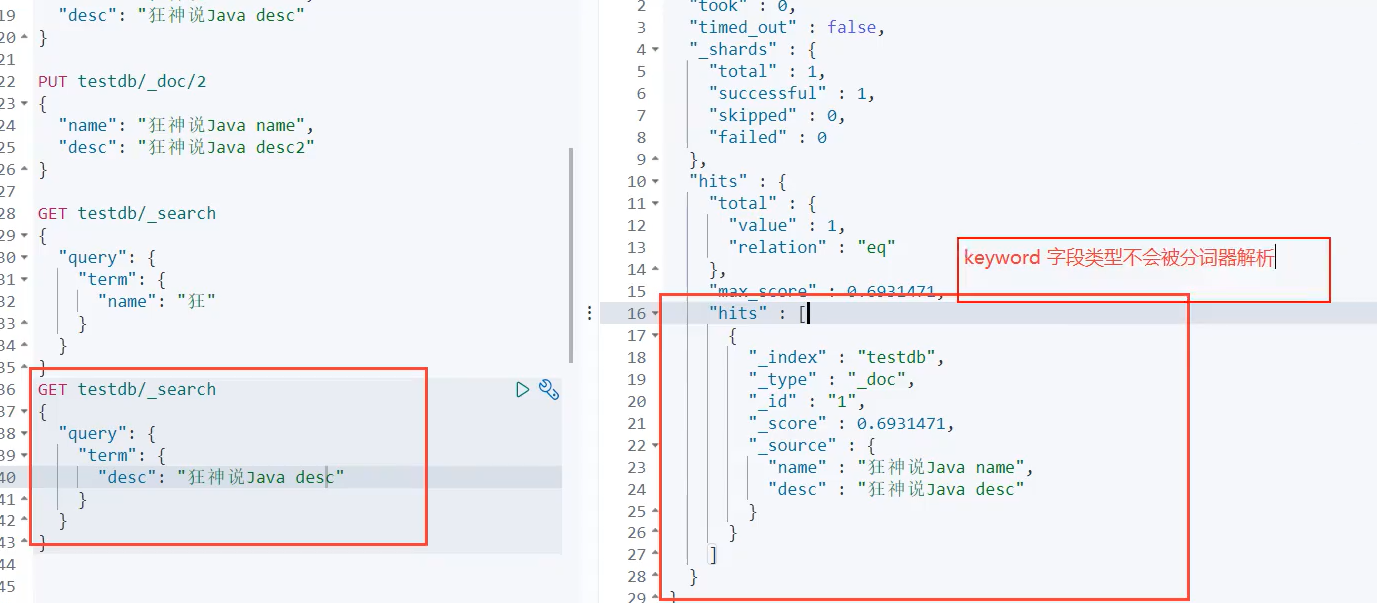 19 "desc": "狂神说Java desc"
20 }
21
22 PUT testdb/_doc/2
23 {
24 "name": "狂神说Java name",
25 "desc": "狂神说Java desc2"
26 }
27
28 GET testdb/_search
29 {
30 "query": {
31 "term": {
32 "name": "狂"
33 }
34 }
35 }
36 GET testdb/_search
37 {
38 "query": {
39 "term": {
40 "desc": "狂神说Java desc"
41 }
42 }
43 }
44
45
2 "took" : 0,
3 "timed_out" : false,
4 "_shards" : {
5 "total" : 1,
6 "successful" : 1,
7 "skipped" : 0,
8 "failed" : 0
9 },
10 "hits" : {
11 "total" : {
12 "value" : 1,
13 "relation" : "eq"
14 },
15 "max_score" : 0.6931471,
16 "hits" : [
17 {
18 "_index" : "testdb",
19 "_type" : "_doc",
20 "_id" : "1",
21 "_score" : 0.6931471,
22 "_source" : {
23 "name" : "狂神说Java name",
24 "desc" : "狂神说Java desc"
25 }
26 }
27 ]
28 }
29 }
keyword 字段类型不会被分词器解析